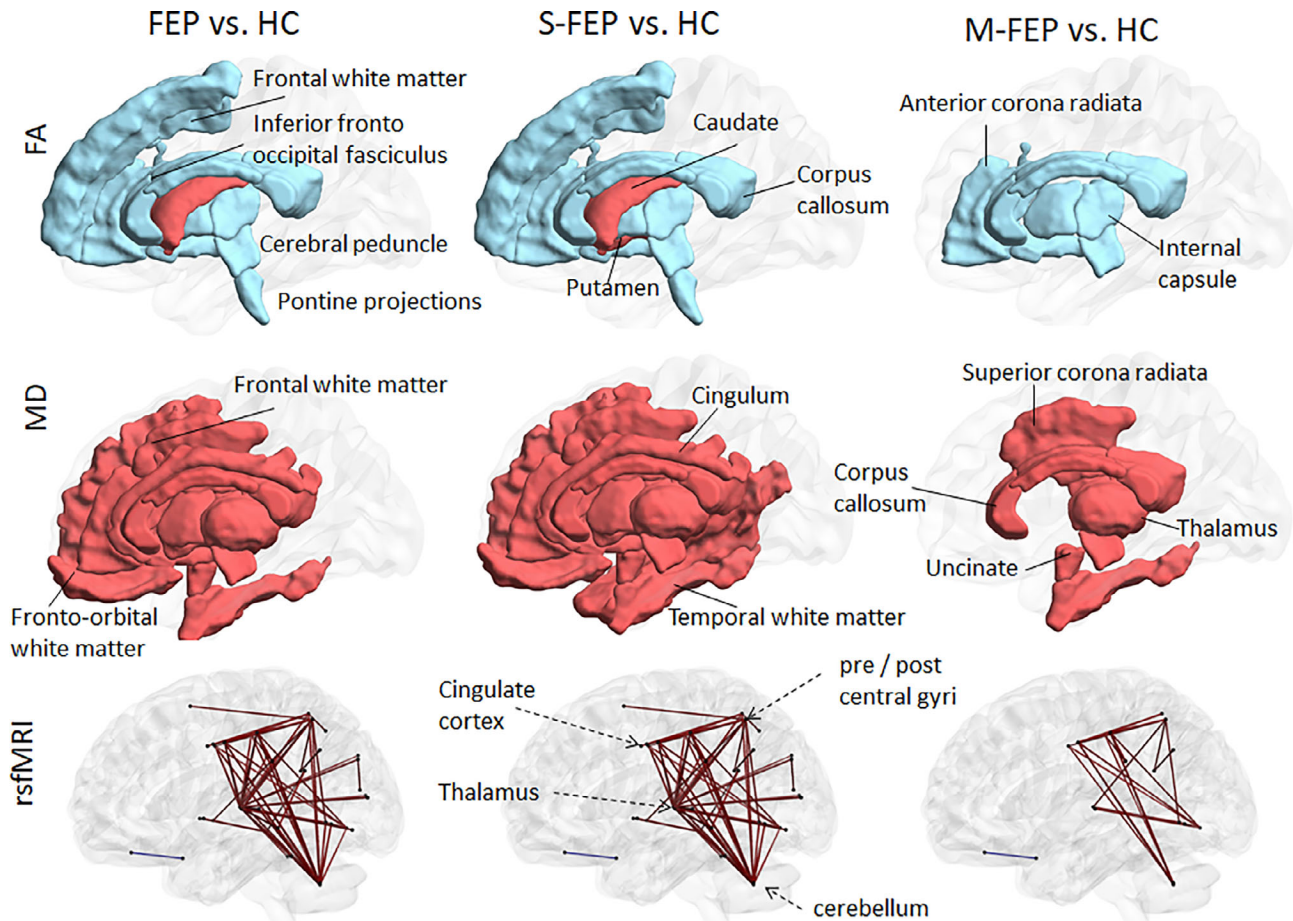 FEP vs. HC
S-FEP vs. HC
M-FEP vs. HC
FA
Frontal white matter
Inferior fronto
occipital fasciculus
Cerebral peduncle
Pontine projections
Caudate
Corpus
callosum
Putamen
Anterior corona radiata
Internal
capsule
MD
Frontal white matter
Fronto-orbital
white matter
Cingulum
Temporal white matter
Superior corona radiata
Corpus
callosum
Thalamus
Uncinate
rsfMRI
Cingulate
cortex
Thalamus
pre / post
central gyri
cerebellum